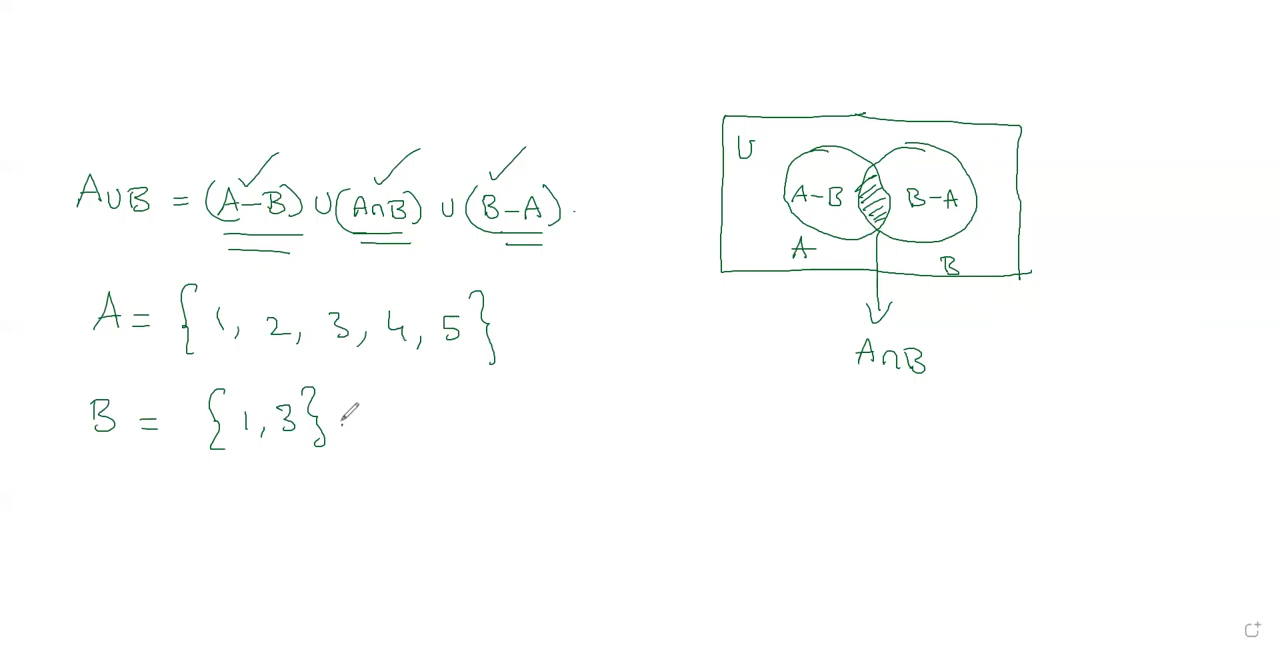 A∪B = (A−B) ∪ (A∩B) ∪ (B−A).
A = {1, 2, 3, 4, 5}
B = {1, 3}
U
A−B
B−A
A
B
A∩B